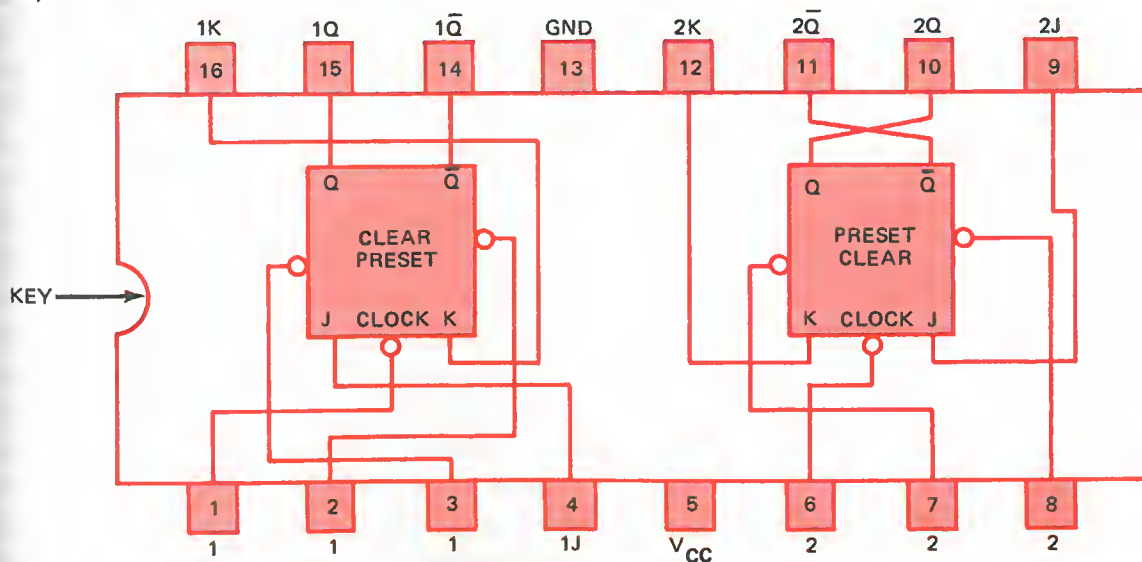 1K 1Q 1Q̅ GND 2K 2Q̅ 2Q 2J
16 15 14 13 12 11 10 9
Q Q̅ Q Q̅
CLEAR PRESET
PRESET CLEAR
KEY
J CLOCK K K CLOCK J
1 2 3 4 5 6 7 8
1 1 1 1J VCC 2 2 2